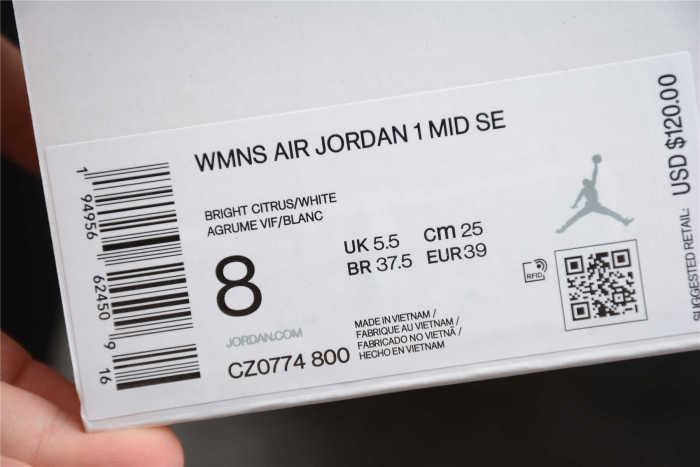 WMNS AIR JORDAN 1 MID SE
BRIGHT CITRUS/WHITE
AGRUME VIF/BLANC
8
UK 5.5 cm 25
BR 37.5 EUR 39
JORDAN.COM
CZ0774 800
MADE IN VIETNAM /
FABRIQUE AU VIETNAM /
FABRICADO NO VIETNÃ /
HECHO EN VIETNAM
RFID
SUGGESTED RETAIL: USD $120.00
1 94956 62450 9 16